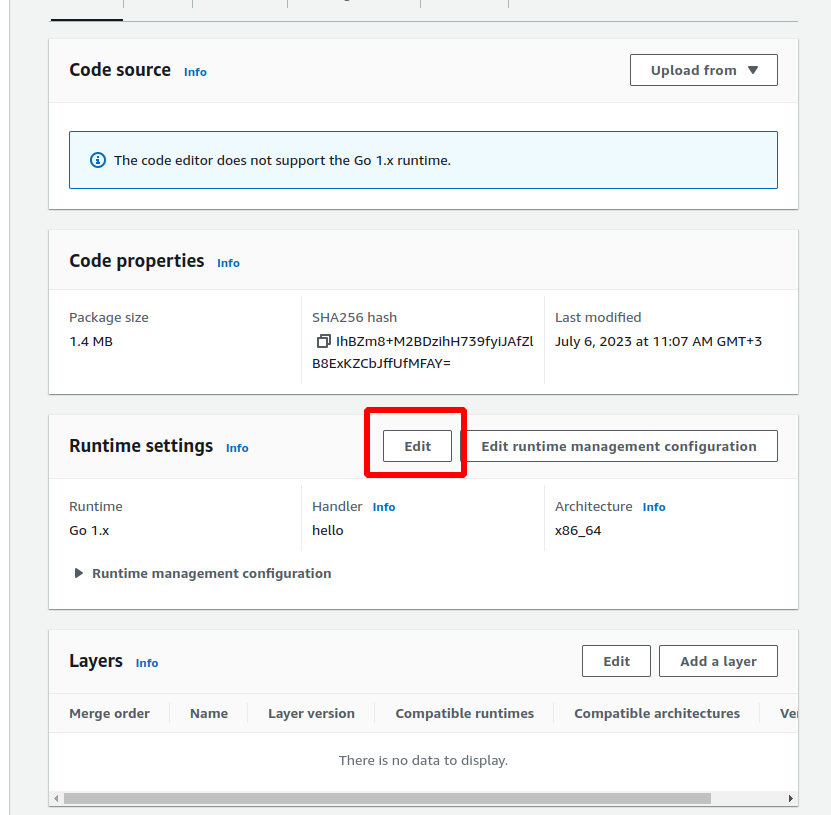 Code source Info
Upload from
The code editor does not support the Go 1.x runtime.
Code properties Info
Package size
1.4 MB
SHA256 hash
IhBZm8+M2BDzihH739fyiJAfZl
B8ExKZCbJffUfMFAY=
Last modified
July 6, 2023 at 11:07 AM GMT+3
Runtime settings Info
Edit
Edit runtime management configuration
Runtime
Go 1.x
Handler Info
hello
Architecture Info
x86_64
Runtime management configuration
Layers Info
Edit
Add a layer
Merge order Name Layer version Compatible runtimes Compatible architectures
There is no data to display.